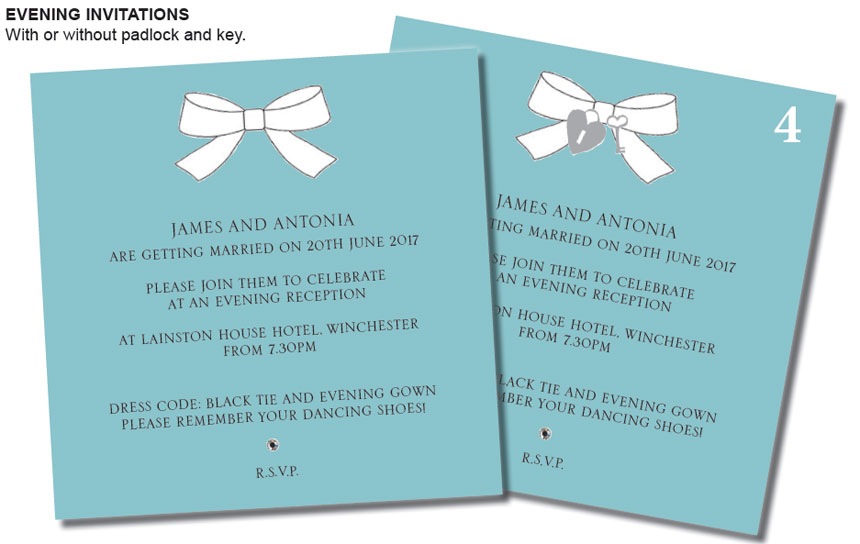 EVENING INVITATIONS
With or without padlock and key.
JAMES AND ANTONIA
ARE GETTING MARRIED ON 20TH JUNE 2017
PLEASE JOIN THEM TO CELEBRATE
AT AN EVENING RECEPTION
AT LAINSTON HOUSE HOTEL, WINCHESTER
FROM 7.30PM
DRESS CODE: BLACK TIE AND EVENING GOWN
PLEASE REMEMBER YOUR DANCING SHOES!
R.S.V.P.
4
JAMES AND ANTONIA
TING MARRIED ON 20TH JUNE 2017
SE JOIN THEM TO CELEBRATE
AN EVENING RECEPTION
ON HOUSE HOTEL, WINCHESTER
FROM 7.30PM
LACK TIE AND EVENING GOWN
MBER YOUR DANCING SHOES!
R.S.V.P.